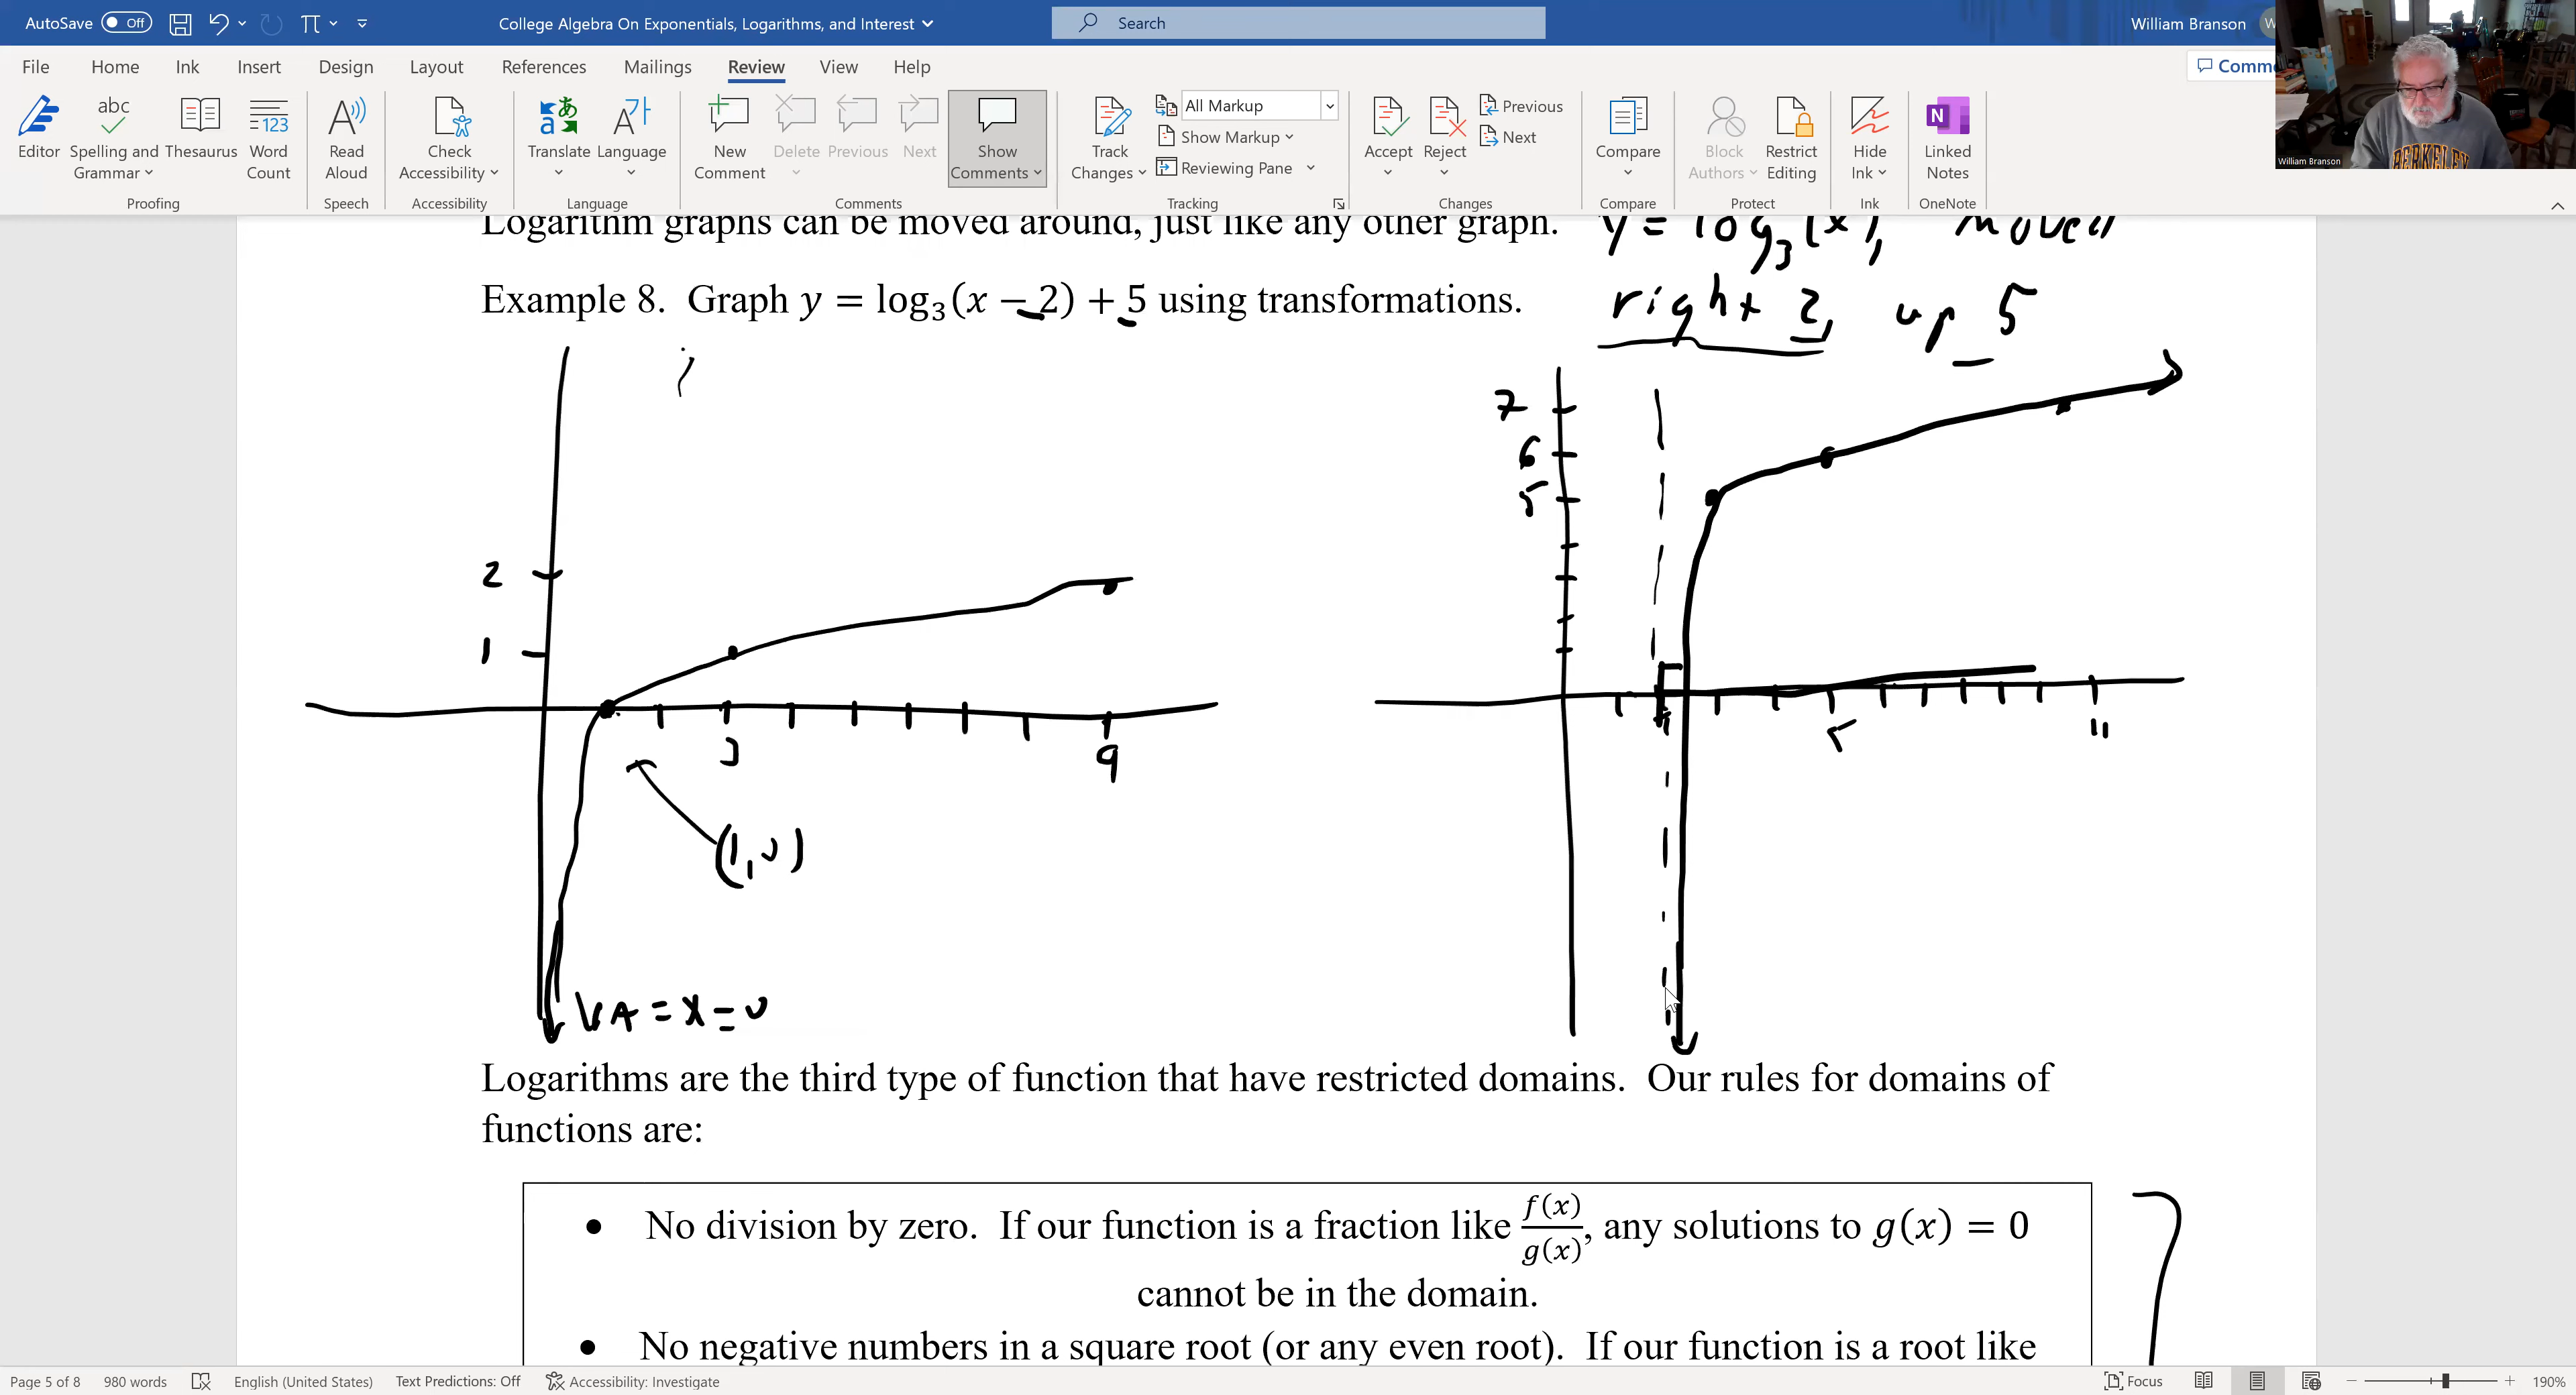 AutoSave Off College Algebra On Exponentials, Logarithms, and Interest Search William Branson
File Home Ink Insert Design Layout References Mailings Review View Help
Editor Spelling and Grammar Thesaurus Word Count Read Aloud Check Accessibility Translate Language New Comment Delete Previous Next Show Comments Track Changes All Markup Show Markup Reviewing Pane Accept Reject Previous Next Compare Block Authors Restrict Editing Hide Ink Linked Notes
Proofing Speech Accessibility Language Comments Tracking Changes Compare Protect Ink OneNote
William Branson
BERKELEY
Logarithm graphs can be moved around, just like any other graph. y = log₃(x), moved
Example 8. Graph y = log₃(x − 2) + 5 using transformations. right 2, up 5
2
1
3
9
(1,0)
VA = x = 0
7
6
5
5
11
Logarithms are the third type of function that have restricted domains. Our rules for domains of
functions are:
• No division by zero. If our function is a fraction like f(x)/g(x), any solutions to g(x) = 0
cannot be in the domain.
• No negative numbers in a square root (or any even root). If our function is a root like
Page 5 of 8 980 words English (United States) Text Predictions: Off Accessibility: Investigate Focus 190%